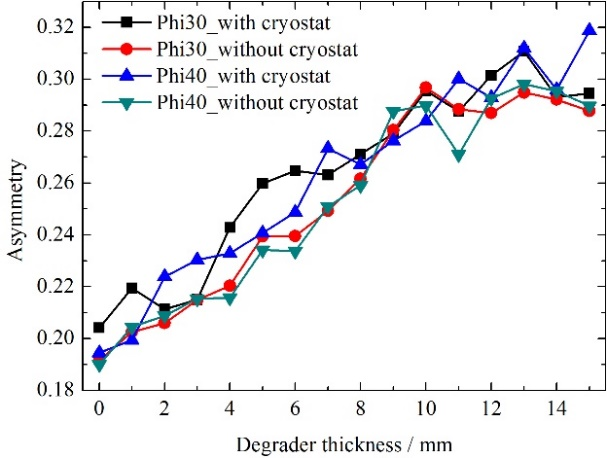 Phi30_with cryostat
Phi30_without cryostat
Phi40_with cryostat
Phi40_without cryostat
Asymmetry
0.32
0.30
0.28
0.26
0.24
0.22
0.20
0.18
0 2 4 6 8 10 12 14
Degrader thickness / mm